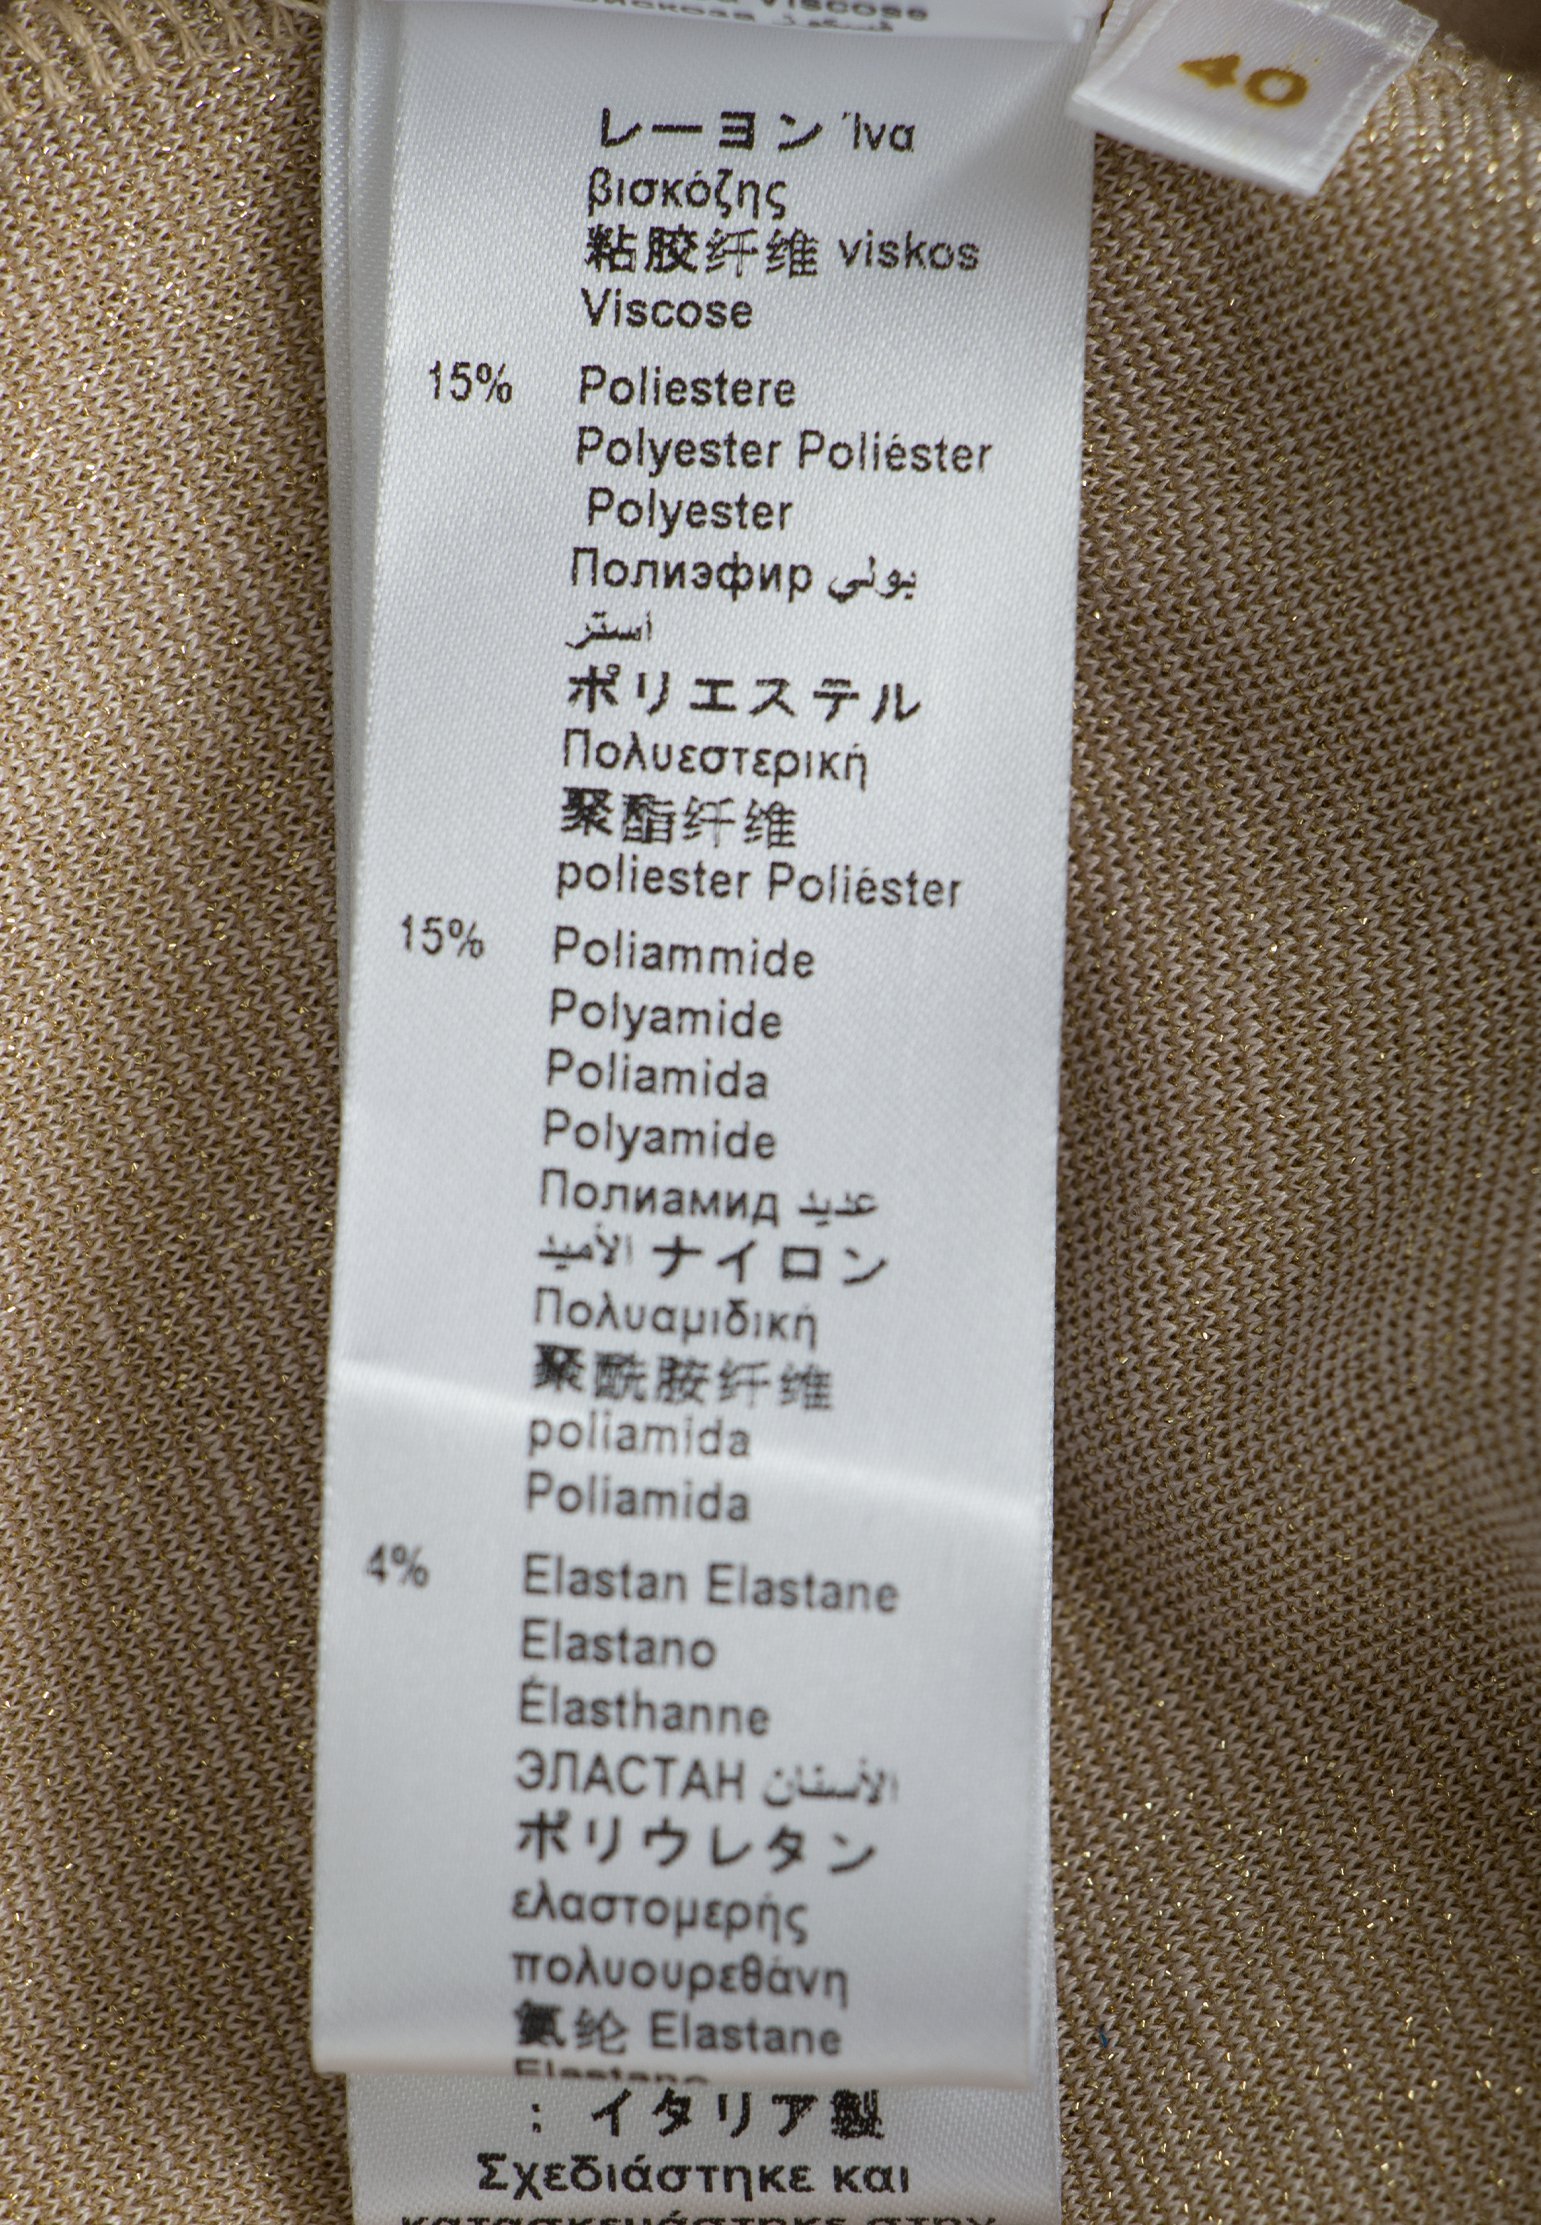 Viscose
40
レーヨン Ίνα
βισκόζης
粘胶纤维 viskos
Viscose
15% Poliestere
Polyester Poliéster
Polyester
Полиэфир بولي
استر
ポリエステル
Πολυεστερική
聚酯纤维
poliester Poliéster
15% Poliammide
Polyamide
Poliamida
Polyamide
Полиамид عديد
الأميد ナイロン
Πολυαμιδική
聚酰胺纤维
poliamida
Poliamida
4% Elastan Elastane
Elastano
Élasthanne
ЭЛАСТАН الأستان
ポリウレタン
ελαστομερής
πολυουρεθάνη
氨纶 Elastane
Elastano
: イタリア製
Σχεδιάστηκε και
κατασκευάστηκε στην